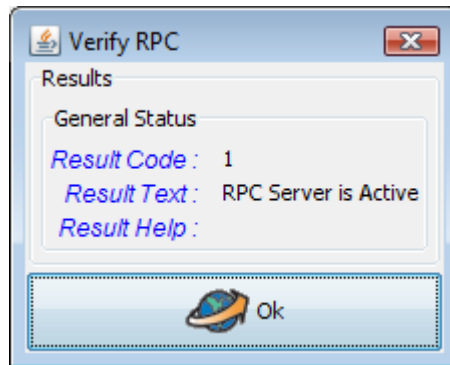 Verify RPC
Results
General Status
Result Code : 1
Result Text : RPC Server is Active
Result Help :
Ok